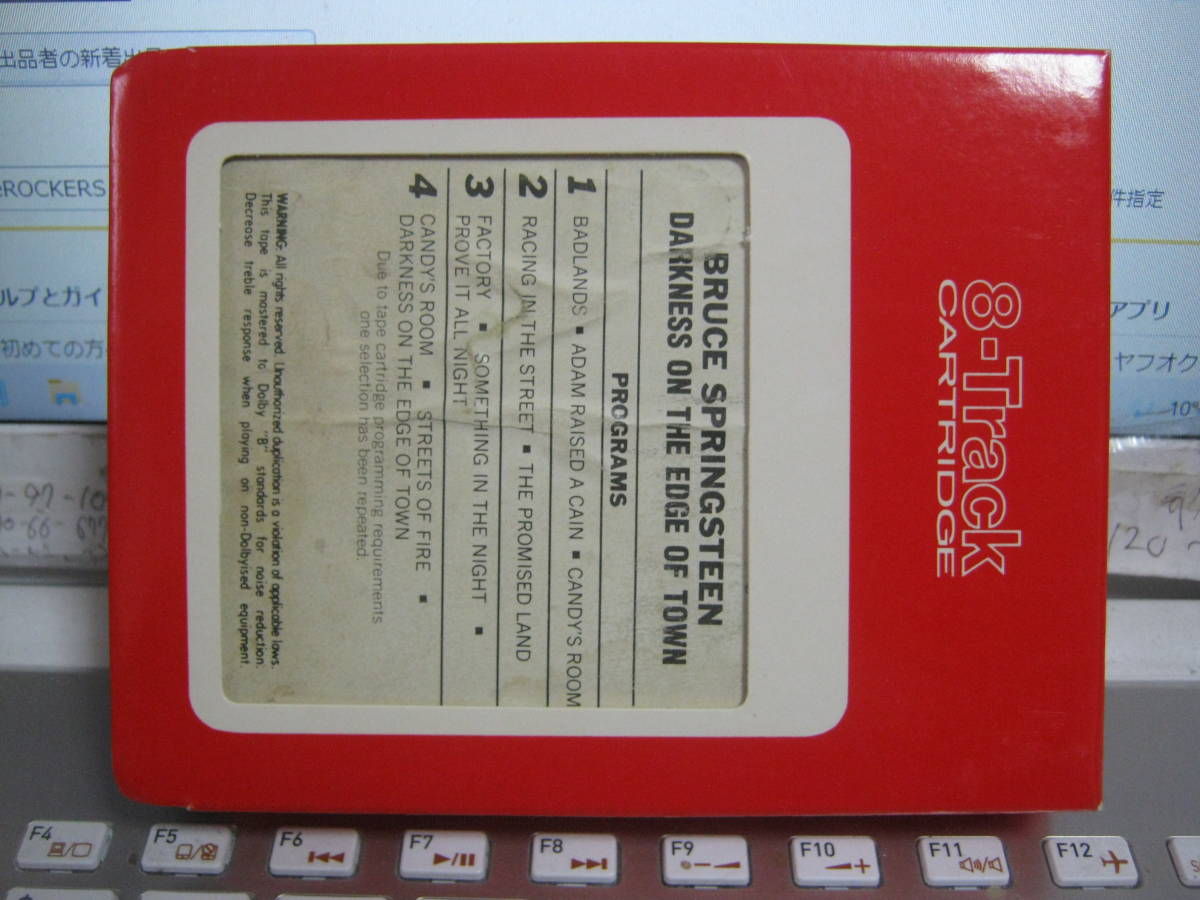 8·Track
CARTRIDGE
BRUCE SPRINGSTEEN
DARKNESS ON THE EDGE OF TOWN
PROGRAMS
1 BADLANDS ▪ ADAM RAISED A CAIN ▪ CANDY'S ROOM
2 RACING IN THE STREET ▪ THE PROMISED LAND
3 FACTORY ▪ SOMETHING IN THE NIGHT ▪
PROVE IT ALL NIGHT
4 CANDY'S ROOM ▪ STREETS OF FIRE ▪
DARKNESS ON THE EDGE OF TOWN
Due to tape cartridge programming requirements
one selection has been repeated.
WARNING: All rights reserved. Unauthorized duplication is a violation of applicable laws.
This tape is mastered to Dolby "B" standards for noise reduction:
Decrease treble response when playing on non-Dolbyised equipment.
出品者の新着出品
ROCKERS
ルプとガイ
初めての方
件指定
アプリ
ヤフオク
10%
F4
F5
F6
F7
F8
F9
F10
F11
F12